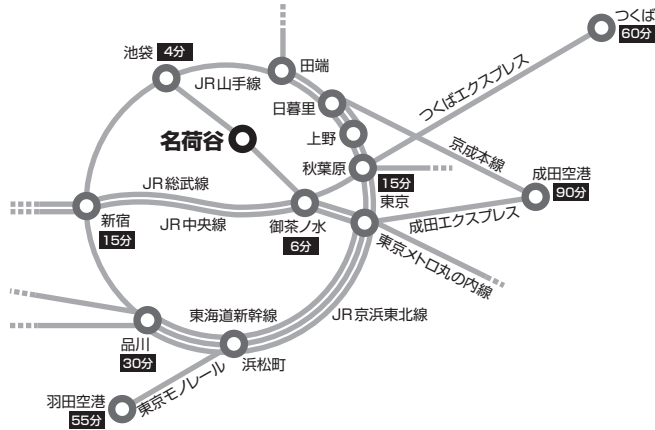 つくば
60分
池袋 4分
田端
JR山手線
つくばエクスプレス
日暮里
上野
名荷谷
京成本線
秋葉原
JR総武線
15分
東京
成田空港
90分
新宿
15分
JR中央線
御茶ノ水
6分
成田エクスプレス
東京メトロ丸の内線
東海道新幹線
JR京浜東北線
品川
30分
浜松町
東京モノレール
羽田空港
55分